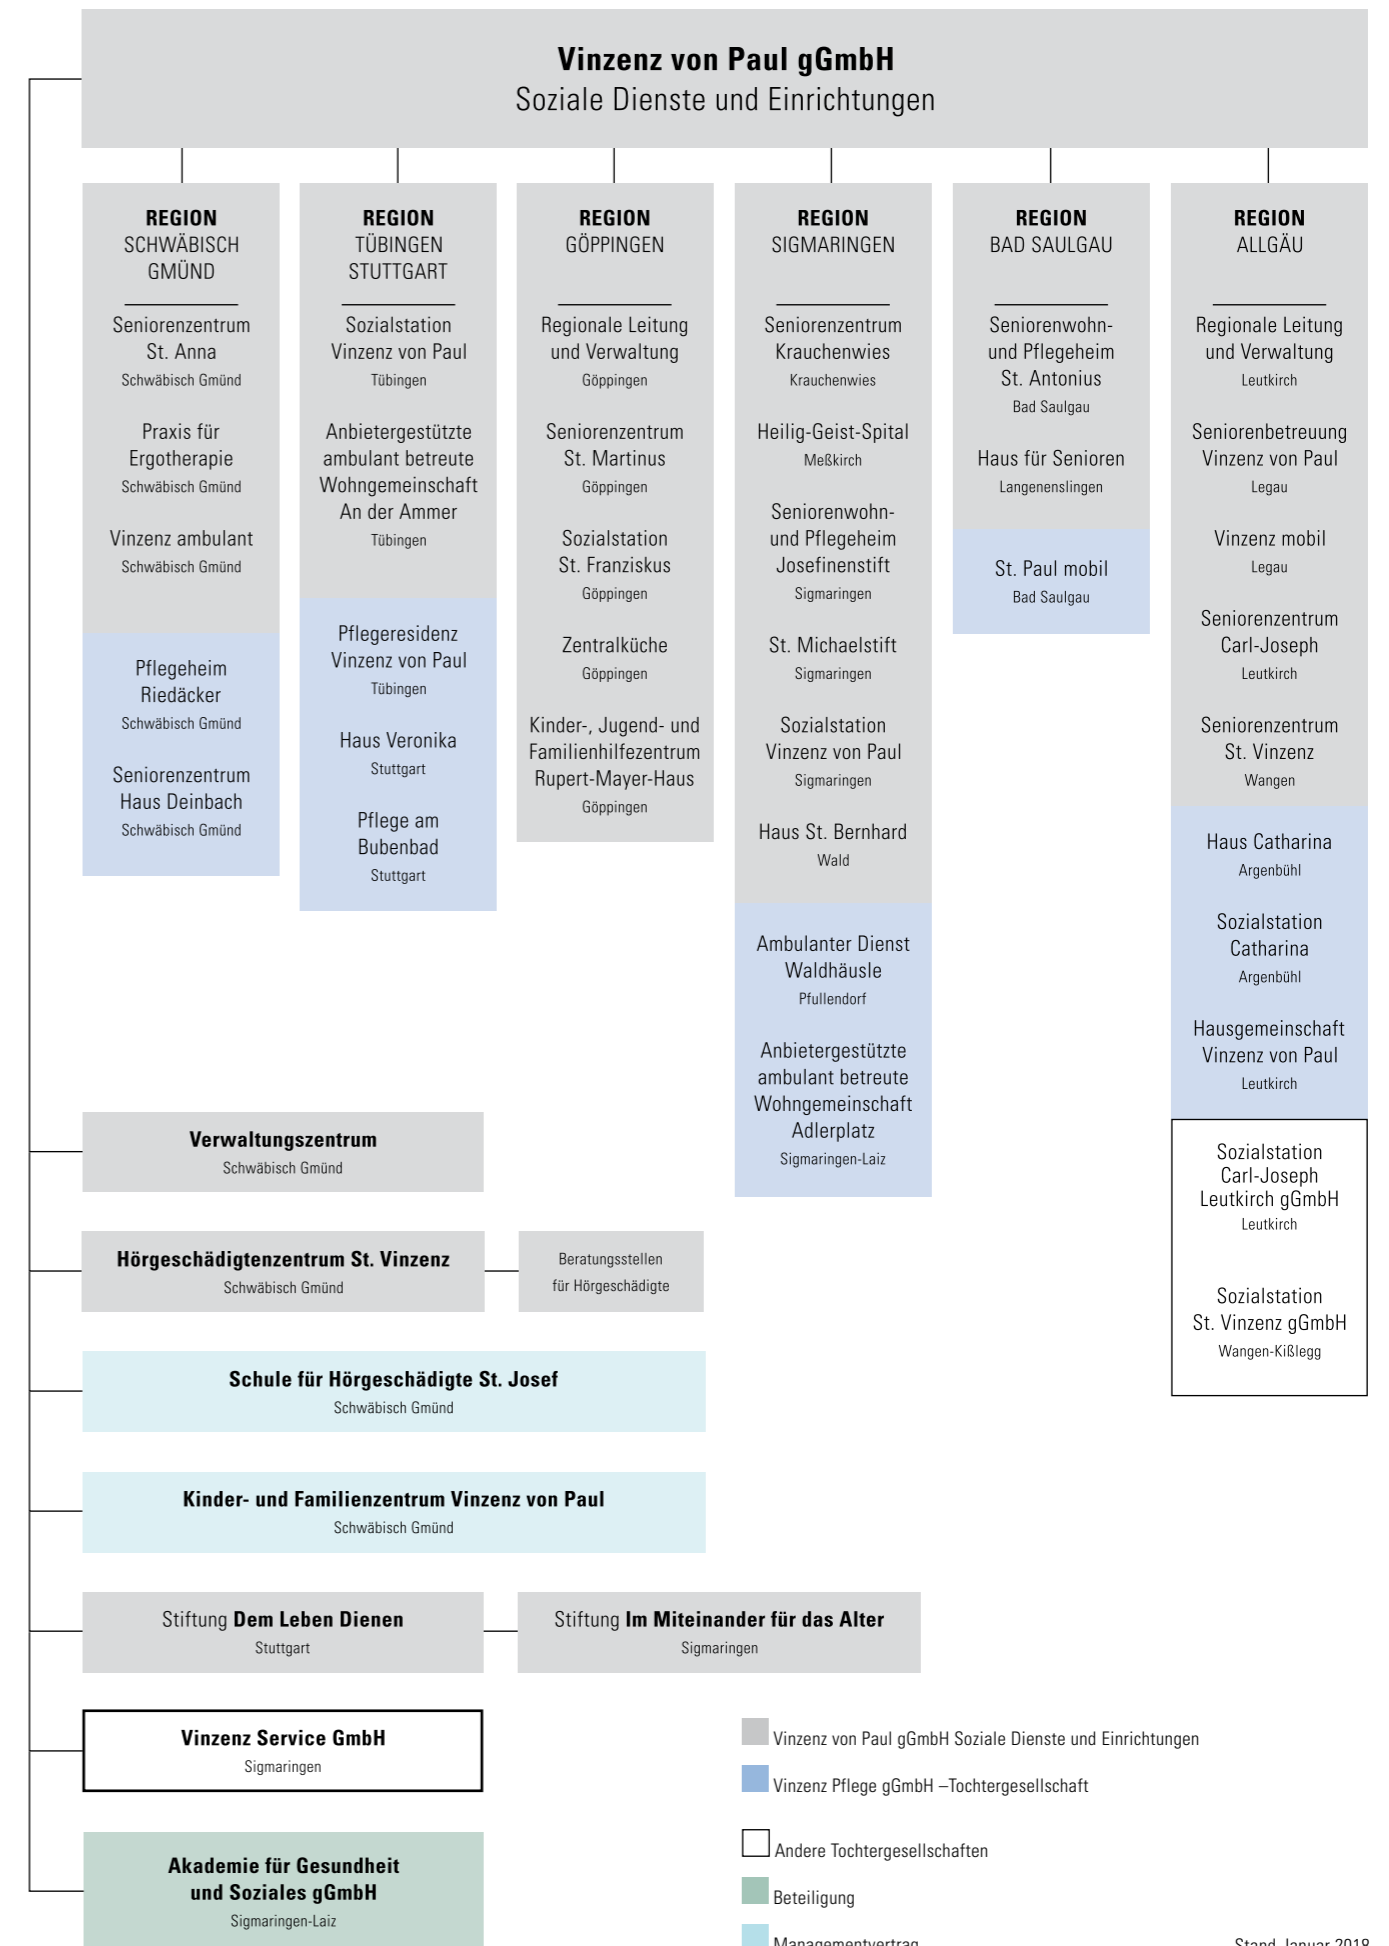 Vinzenz von Paul gGmbH
Soziale Dienste und Einrichtungen
REGION
SCHWÄBISCH
GMÜND
Seniorenzentrum
St. Anna
Schwäbisch Gmünd
Praxis für
Ergotherapie
Schwäbisch Gmünd
Vinzenz ambulant
Schwäbisch Gmünd
Pflegeheim
Riedäcker
Schwäbisch Gmünd
Seniorenzentrum
Haus Deinbach
Schwäbisch Gmünd
REGION
TÜBINGEN
STUTTGART
Sozialstation
Vinzenz von Paul
Tübingen
Anbietergestützte
ambulant betreute
Wohngemeinschaft
An der Ammer
Tübingen
Pflegeresidenz
Vinzenz von Paul
Tübingen
Haus Veronika
Stuttgart
Pflege am
Bubenbad
Stuttgart
REGION
GÖPPINGEN
Regionale Leitung
und Verwaltung
Göppingen
Seniorenzentrum
St. Martinus
Göppingen
Sozialstation
St. Franziskus
Göppingen
Zentralküche
Göppingen
Kinder-, Jugend- und
Familienhilfezentrum
Rupert-Mayer-Haus
Göppingen
REGION
SIGMARINGEN
Seniorenzentrum
Krauchenwies
Krauchenwies
Heilig-Geist-Spital
Meßkirch
Seniorenwohn-
und Pflegeheim
Josefinenstift
Sigmaringen
St. Michaelstift
Sigmaringen
Sozialstation
Vinzenz von Paul
Sigmaringen
Haus St. Bernhard
Wald
Ambulanter Dienst
Waldhäusle
Pfullendorf
Anbietergestützte
ambulant betreute
Wohngemeinschaft
Adlerplatz
Sigmaringen-Laiz
REGION
BAD SAULGAU
Seniorenwohn-
und Pflegeheim
St. Antonius
Bad Saulgau
Haus für Senioren
Langenenslingen
St. Paul mobil
Bad Saulgau
REGION
ALLGÄU
Regionale Leitung
und Verwaltung
Leutkirch
Seniorenbetreuung
Vinzenz von Paul
Legau
Vinzenz mobil
Legau
Seniorenzentrum
Carl-Joseph
Leutkirch
Seniorenzentrum
St. Vinzenz
Wangen
Haus Catharina
Argenbühl
Sozialstation
Catharina
Argenbühl
Hausgemeinschaft
Vinzenz von Paul
Leutkirch
Sozialstation
Carl-Joseph
Leutkirch gGmbH
Leutkirch
Sozialstation
St. Vinzenz gGmbH
Wangen-Kißlegg
Verwaltungszentrum
Schwäbisch Gmünd
Hörgeschädigtenzentrum St. Vinzenz
Schwäbisch Gmünd
Beratungsstellen
für Hörgeschädigte
Schule für Hörgeschädigte St. Josef
Schwäbisch Gmünd
Kinder- und Familienzentrum Vinzenz von Paul
Schwäbisch Gmünd
Stiftung Dem Leben Dienen
Stuttgart
Stiftung Im Miteinander für das Alter
Sigmaringen
Vinzenz Service GmbH
Sigmaringen
Akademie für Gesundheit
und Soziales gGmbH
Sigmaringen-Laiz
Vinzenz von Paul gGmbH Soziale Dienste und Einrichtungen
Vinzenz Pflege gGmbH –Tochtergesellschaft
Andere Tochtergesellschaften
Beteiligung
Managementvertrag
Stand Januar 2018